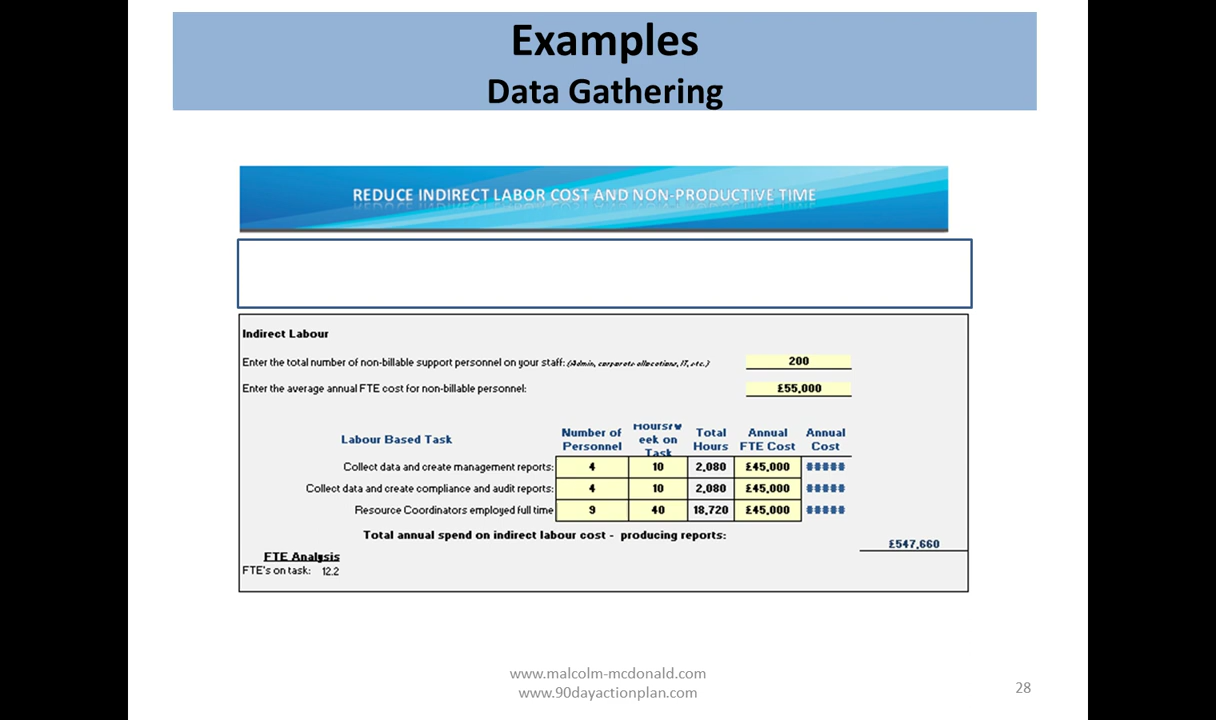 Examples
Data Gathering
REDUCE INDIRECT LABOR COST AND NON-PRODUCTIVE TIME
Indirect Labour
Enter the total number of non-billable support personnel on your staff: (Admin, corporate allocations, IT, etc.) 200
Enter the average annual FTE cost for non-billable personnel: £55,000
Labour Based Task Number of Personnel Hours/week on Task Total Hours Annual FTE Cost Annual Cost
Collect data and create management reports: 4 10 2,080 £45,000 #####
Collect data and create compliance and audit reports: 4 10 2,080 £45,000 #####
Resource Coordinators employed full time 9 40 18,720 £45,000 #####
Total annual spend on indirect labour cost - producing reports:
£547,660
FTE Analysis
FTE's on task: 12.2
www.malcolm-mcdonald.com
www.90dayactionplan.com
28